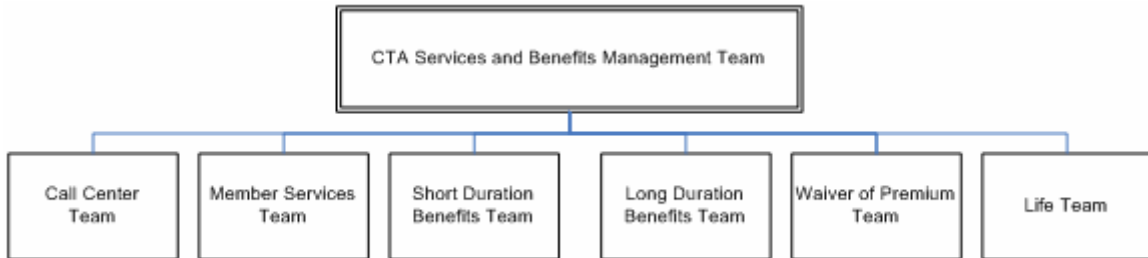 CTA Services and Benefits Management Team
Call Center
Team
Member Services
Team
Short Duration
Benefits Team
Long Duration
Benefits Team
Waiver of Premium
Team
Life Team